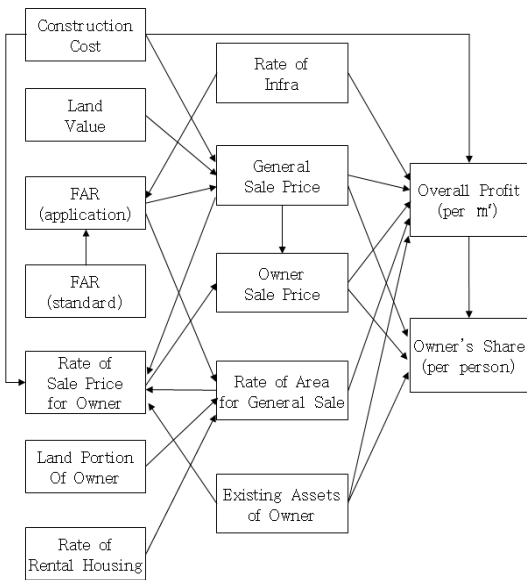 Construction
Cost
Land
Value
FAR
(application)
FAR
(standard)
Rate of
Sale Price
for Owner
Land Portion
Of Owner
Rate of
Rental Housing
Rate of
Infra
General
Sale Price
Owner
Sale Price
Rate of Area
for General Sale
Existing Assets
of Owner
Overall Profit
(per ㎡)
Owner's Share
(per person)